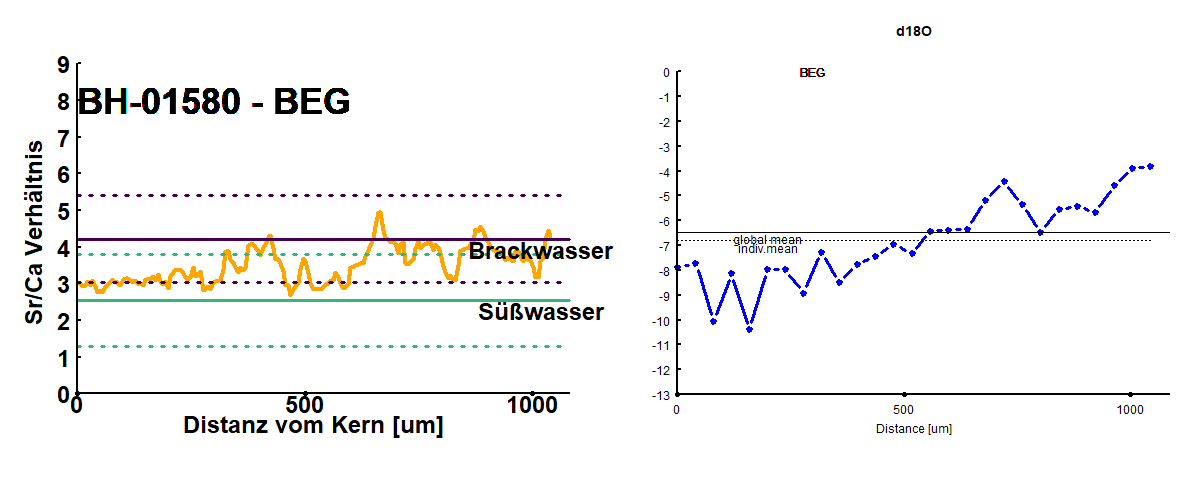 BH-01580 - BEG
9
8
7
6
5
4
3
2
1
0
Sr/Ca Verhältnis
Brackwasser
Süßwasser
0 500 1000
Distanz vom Kern [um]
d18O
BEG
0
-1
-2
-3
-4
-5
-6
-7
-8
-9
-10
-11
-12
-13
global mean
indiv.mean
0 500 1000
Distance [um]